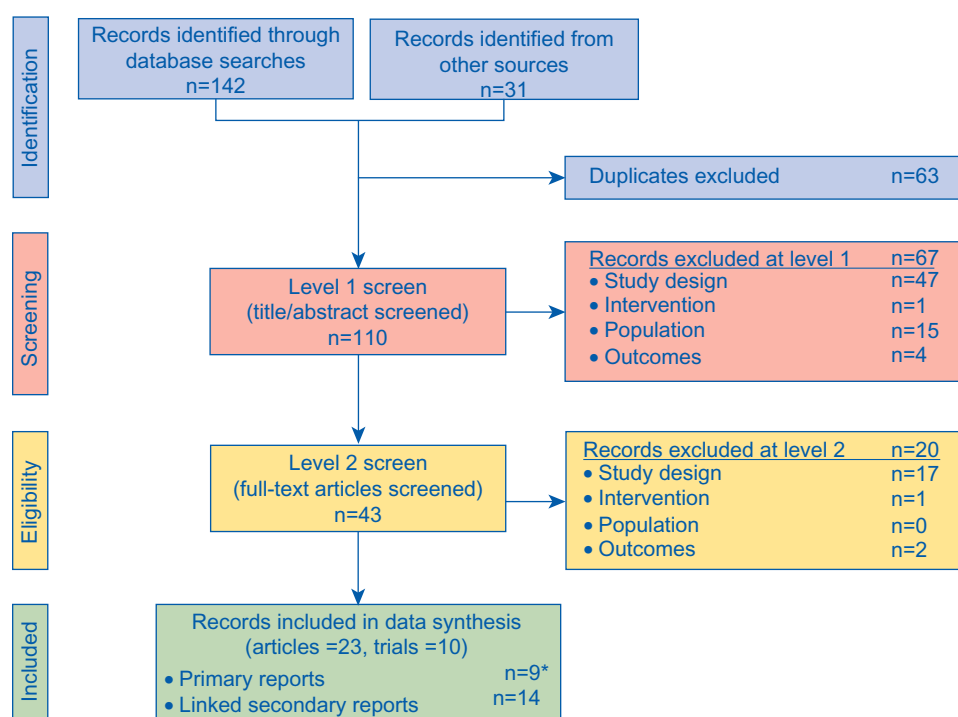 Identification
Records identified through
database searches
n=142
Records identified from
other sources
n=31
Duplicates excluded n=63
Screening
Level 1 screen
(title/abstract screened)
n=110
Records excluded at level 1 n=67
• Study design n=47
• Intervention n=1
• Population n=15
• Outcomes n=4
Eligibility
Level 2 screen
(full-text articles screened)
n=43
Records excluded at level 2 n=20
• Study design n=17
• Intervention n=1
• Population n=0
• Outcomes n=2
Included
Records included in data synthesis
(articles =23, trials =10)
• Primary reports n=9*
• Linked secondary reports n=14